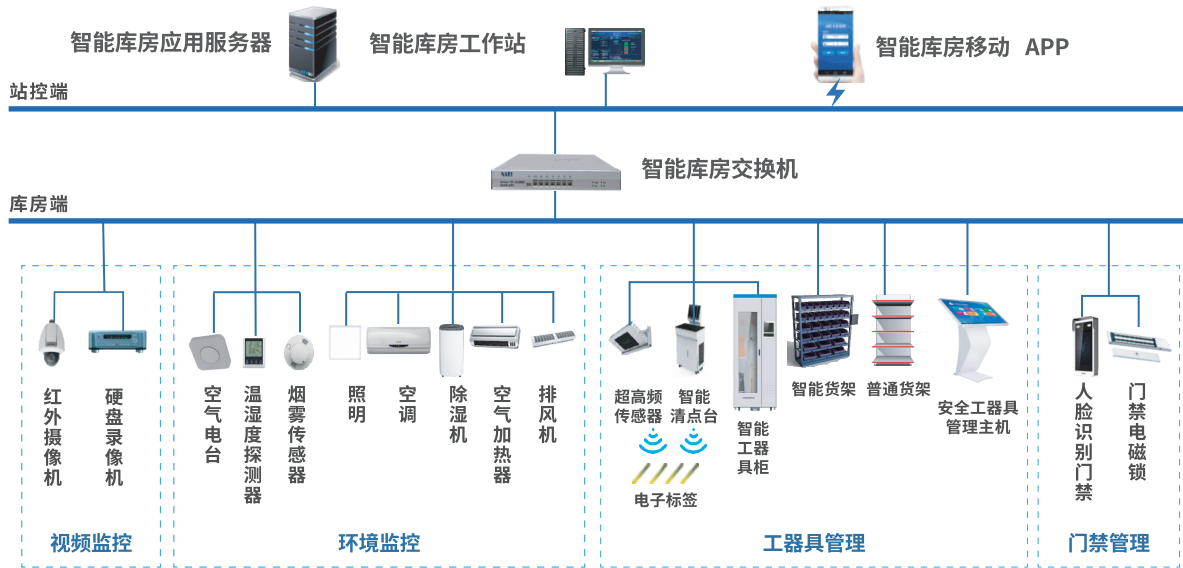 智能库房应用服务器
智能库房工作站
智能库房移动 APP
站控端
NARI
智能库房交换机
库房端
红外摄像机
硬盘录像机
空气电台
温湿度探测器
烟雾传感器
照明
空调
除湿机
空气加热器
排风机
超高频
传感器
智能
清点台
电子标签
智能
工器
具柜
智能货架
普通货架
安全工器具
管理主机
人脸识别门禁
门禁电磁锁
视频监控
环境监控
工器具管理
门禁管理